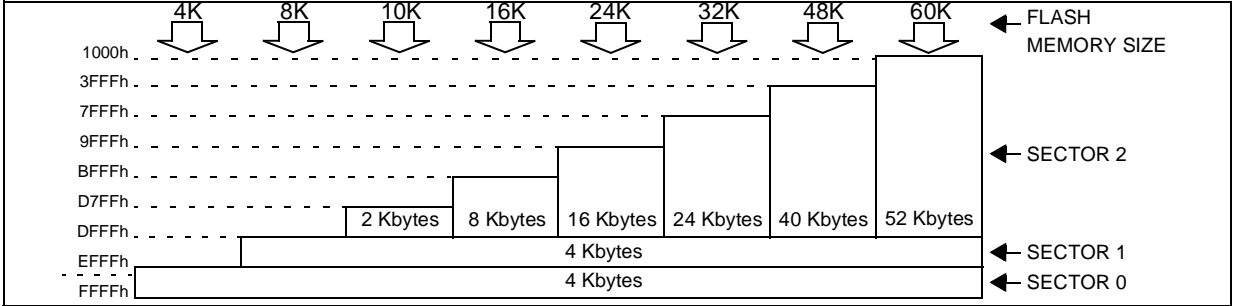 4K 8K 10K 16K 24K 32K 48K 60K FLASH
MEMORY SIZE
1000h
3FFFh
7FFFh
9FFFh
BFFFh SECTOR 2
D7FFh
2 Kbytes 8 Kbytes 16 Kbytes 24 Kbytes 40 Kbytes 52 Kbytes
DFFFh
4 Kbytes SECTOR 1
EFFFh
4 Kbytes SECTOR 0
FFFFh